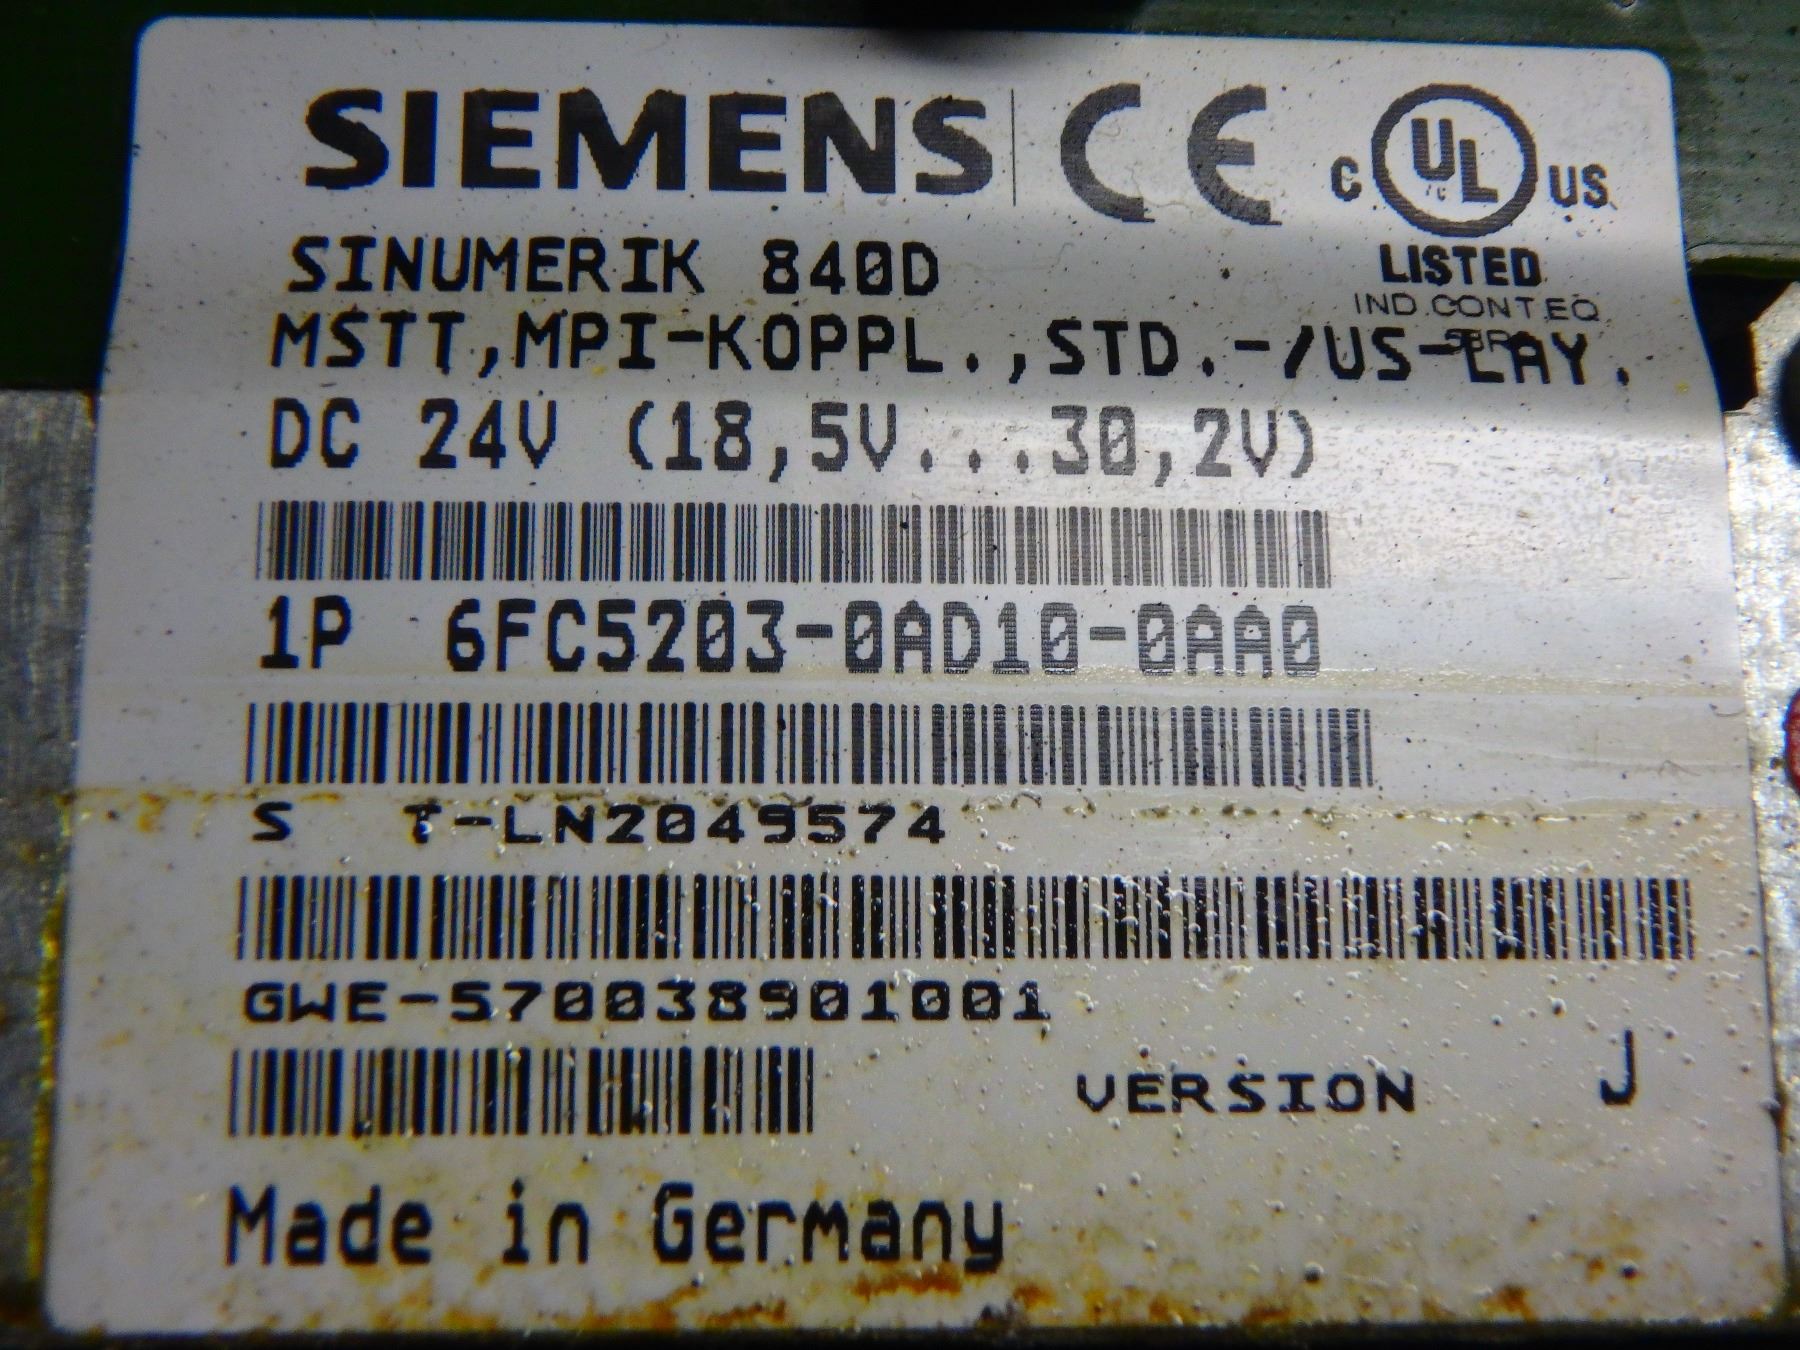 SIEMENS CE C UL US
LISTED
IND.CONT.EQ
SINUMERIK 840D
MSTT,MPI-KOPPL.,STD.-/US-LAY.
DC 24V (18,5V...30,2V)
1P 6FC5203-0AD10-0AA0
S T-LN2049574
GWE-570038901001
VERSION J
Made in Germany